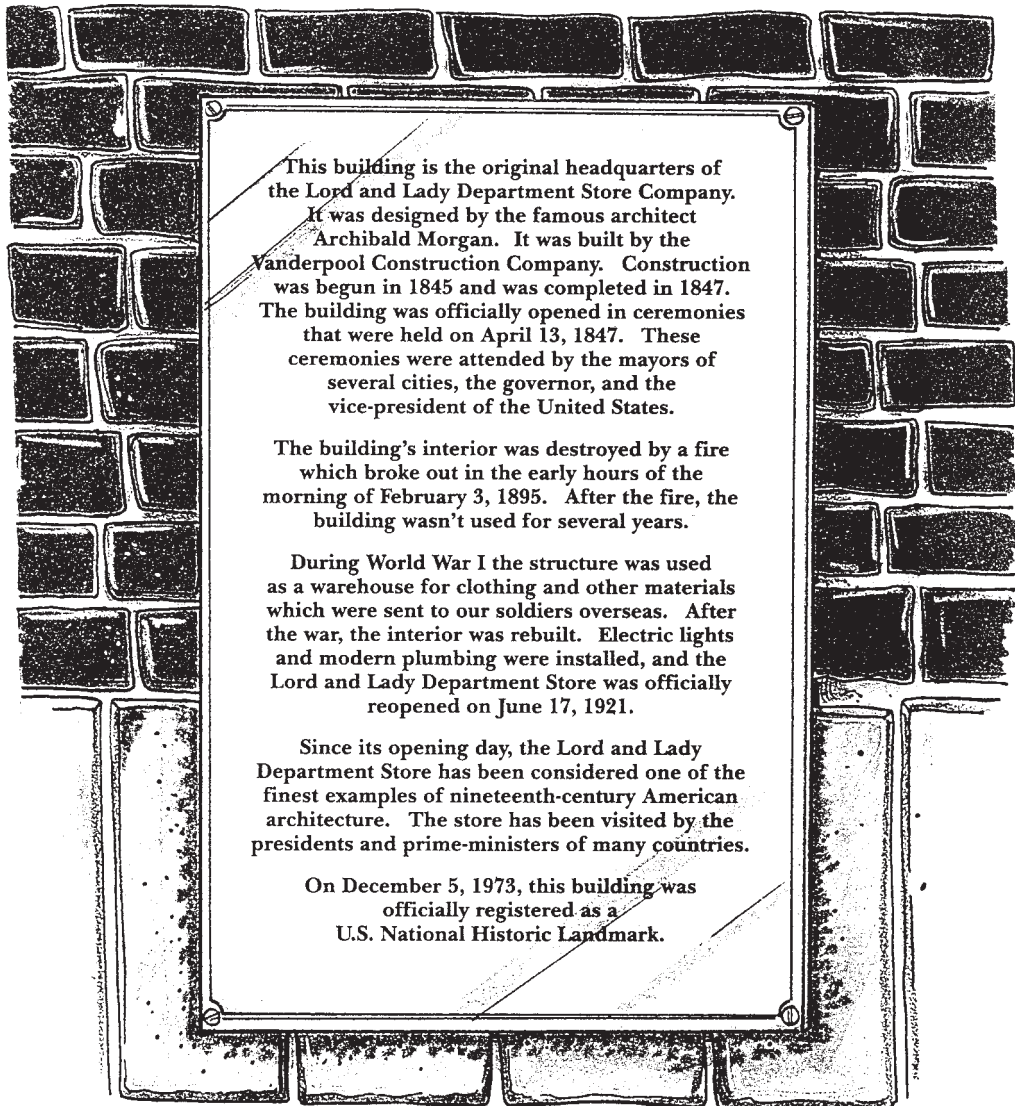 This building is the original headquarters of
the Lord and Lady Department Store Company.
It was designed by the famous architect
Archibald Morgan. It was built by the
Vanderpool Construction Company. Construction
was begun in 1845 and was completed in 1847.
The building was officially opened in ceremonies
that were held on April 13, 1847. These
ceremonies were attended by the mayors of
several cities, the governor, and the
vice-president of the United States.
The building's interior was destroyed by a fire
which broke out in the early hours of the
morning of February 3, 1895. After the fire, the
building wasn't used for several years.
During World War I the structure was used
as a warehouse for clothing and other materials
which were sent to our soldiers overseas. After
the war, the interior was rebuilt. Electric lights
and modern plumbing were installed, and the
Lord and Lady Department Store was officially
reopened on June 17, 1921.
Since its opening day, the Lord and Lady
Department Store has been considered one of the
finest examples of nineteenth-century American
architecture. The store has been visited by the
presidents and prime-ministers of many countries.
On December 5, 1973, this building was
officially registered as a
U.S. National Historic Landmark.